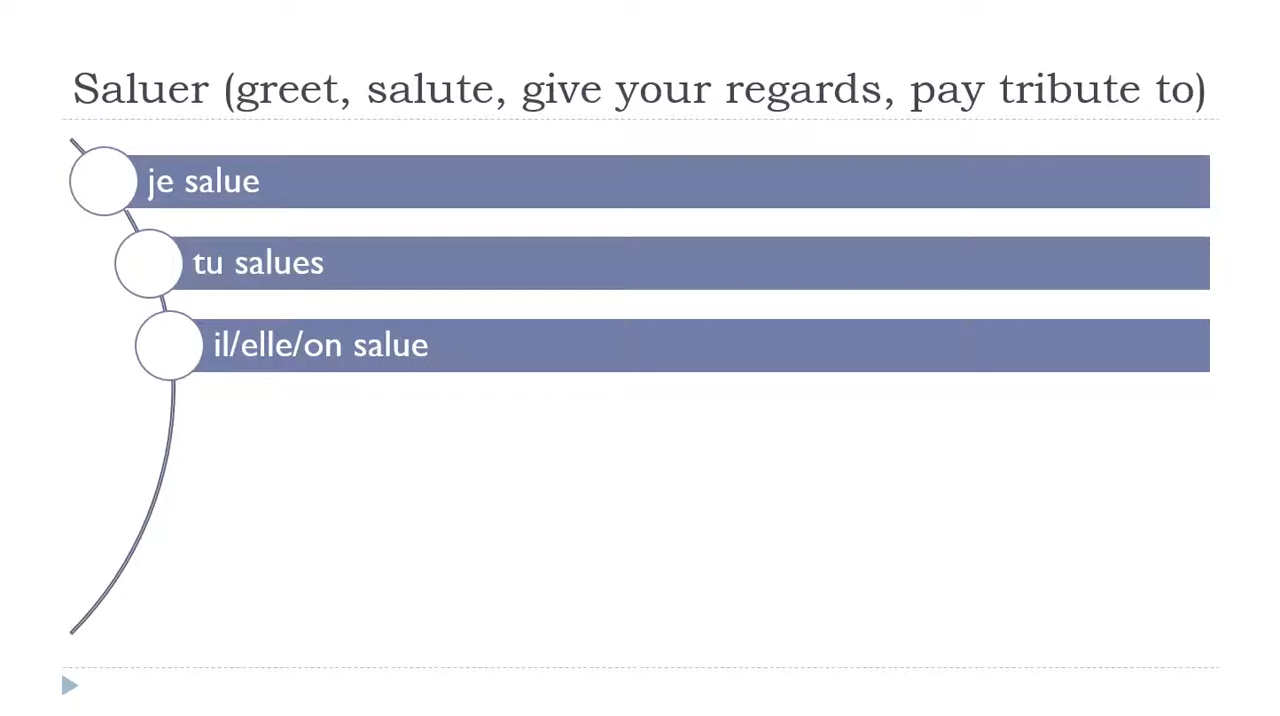 Saluer (greet, salute, give your regards, pay tribute to)
je salue
tu salues
il/elle/on salue